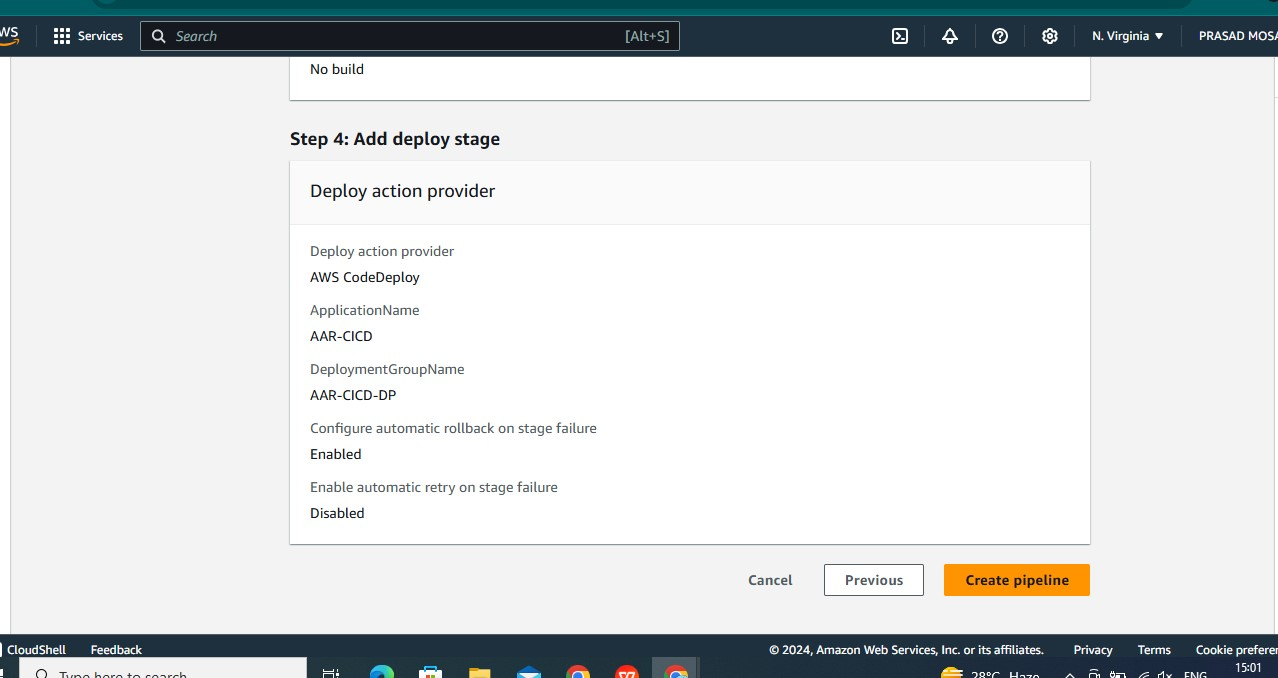 Services
Search
[Alt+S]
N. Virginia
No build
Step 4: Add deploy stage
Deploy action provider
Deploy action provider
AWS CodeDeploy
ApplicationName
AAR-CICD
DeploymentGroupName
AAR-CICD-DP
Configure automatic rollback on stage failure
Enabled
Enable automatic retry on stage failure
Disabled
Cancel
Previous
Create pipeline
CloudShell
Feedback
© 2024, Amazon Web Services, Inc. or its affiliates.
Privacy
Terms
Cookie prefere
Type here to search
28°C Haze
ENG
15:01
PRASAD MOSA